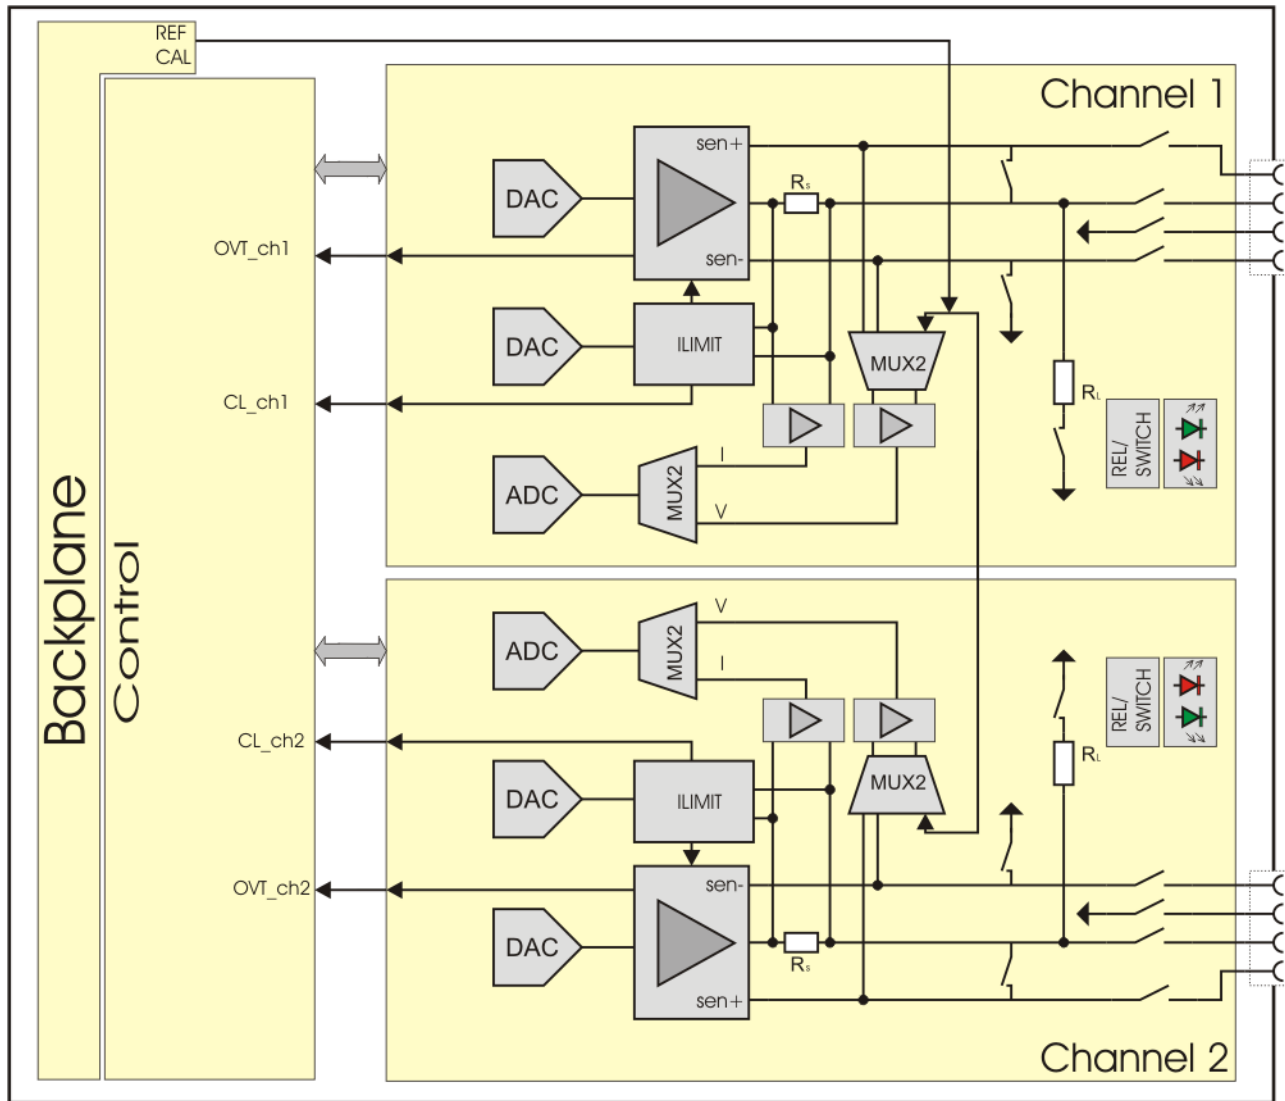 REF
CAL
Backplane
Control
Channel 1
sen+
DAC
Rs
OVT_ch1
sen-
DAC
ILIMIT
MUX2
CL_ch1
RL
REL/
SWITCH
I
ADC
MUX2
V
V
ADC
MUX2
I
REL/
SWITCH
CL_ch2
RL
DAC
ILIMIT
MUX2
OVT_ch2
sen-
DAC
Rs
sen+
Channel 2